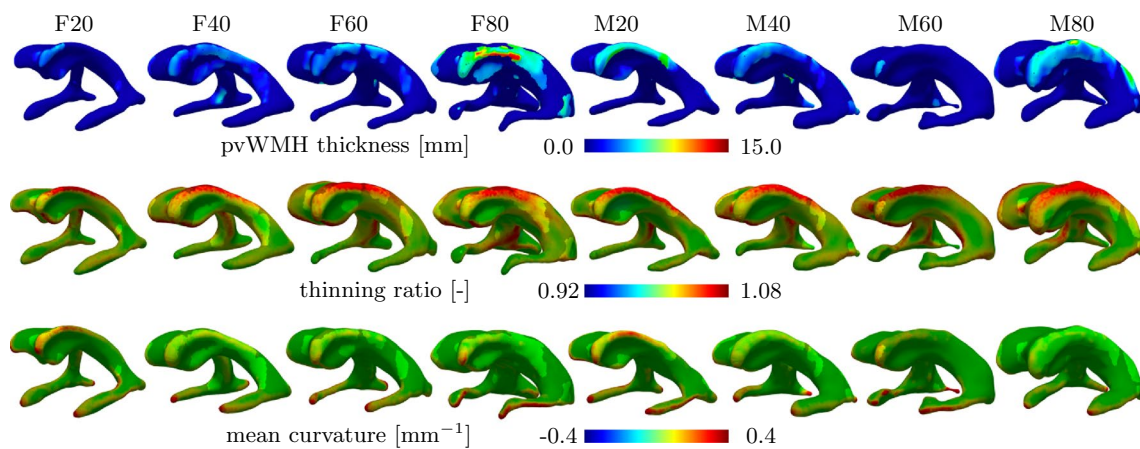 F20 F40 F60 F80 M20 M40 M60 M80
pvWMH thickness [mm] 0.0 15.0
thinning ratio [-] 0.92 1.08
mean curvature [mm⁻¹] -0.4 0.4